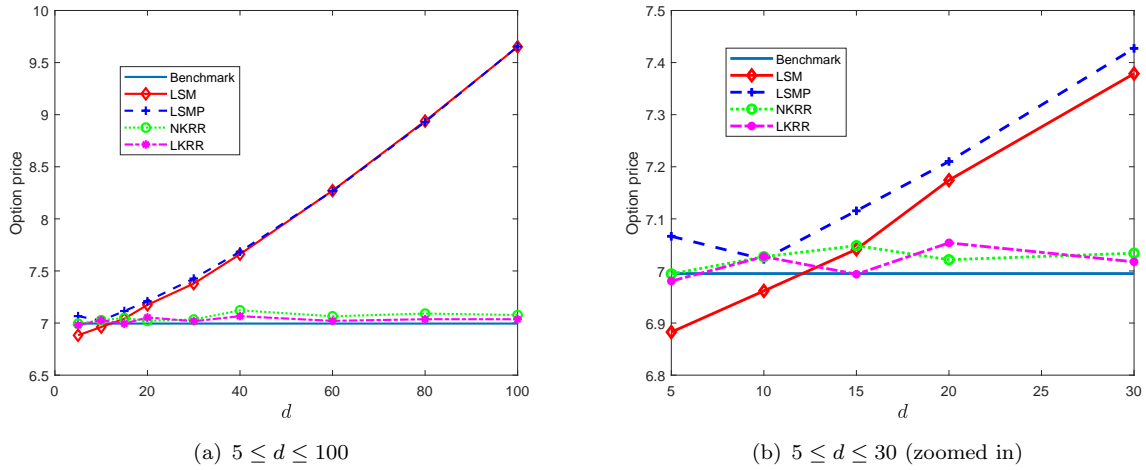 10
9.5
9
8.5
8
7.5
7
6.5
Option price
0 20 40 60 80 100
d
Benchmark
LSM
LSMP
NKRR
LKRR
(a) 5 ≤ d ≤ 100
7.5
7.4
7.3
7.2
7.1
7
6.9
6.8
Option price
5 10 15 20 25 30
d
Benchmark
LSM
LSMP
NKRR
LKRR
(b) 5 ≤ d ≤ 30 (zoomed in)